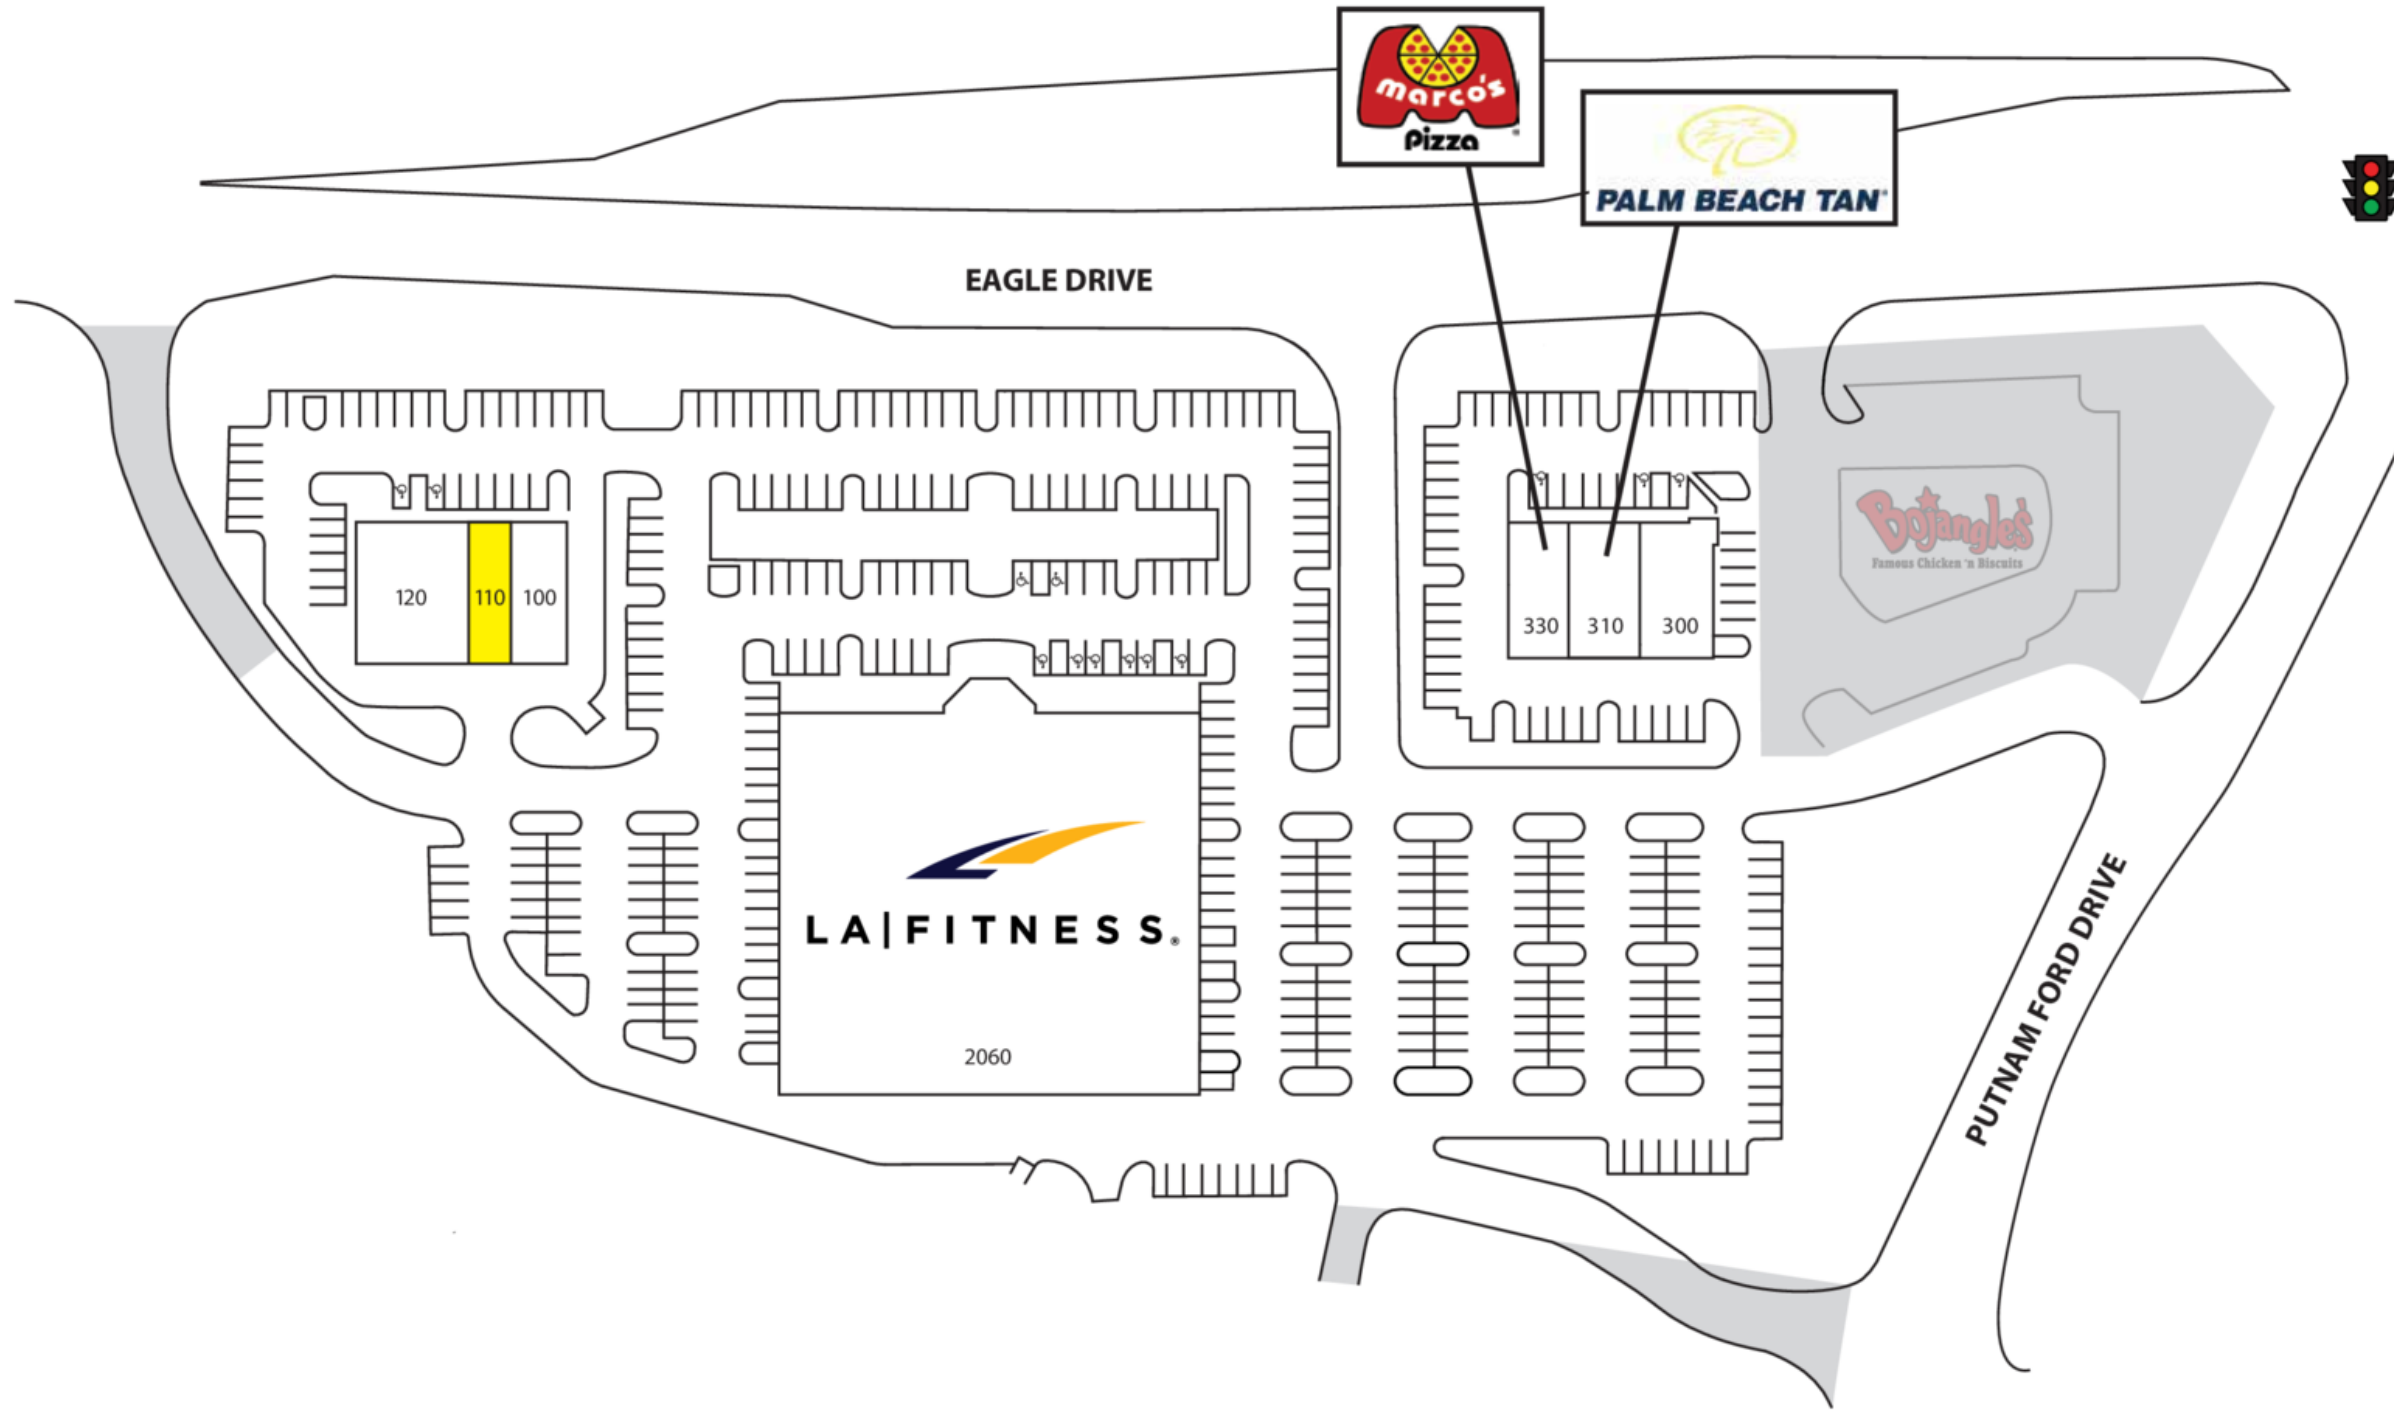 marco's
Pizza
PALM BEACH TAN
EAGLE DRIVE
Bojangles'
Famous Chicken 'n Biscuits
120
110
100
330
310
300
LA|FITNESS®
2060
PUTNAM FORD DRIVE